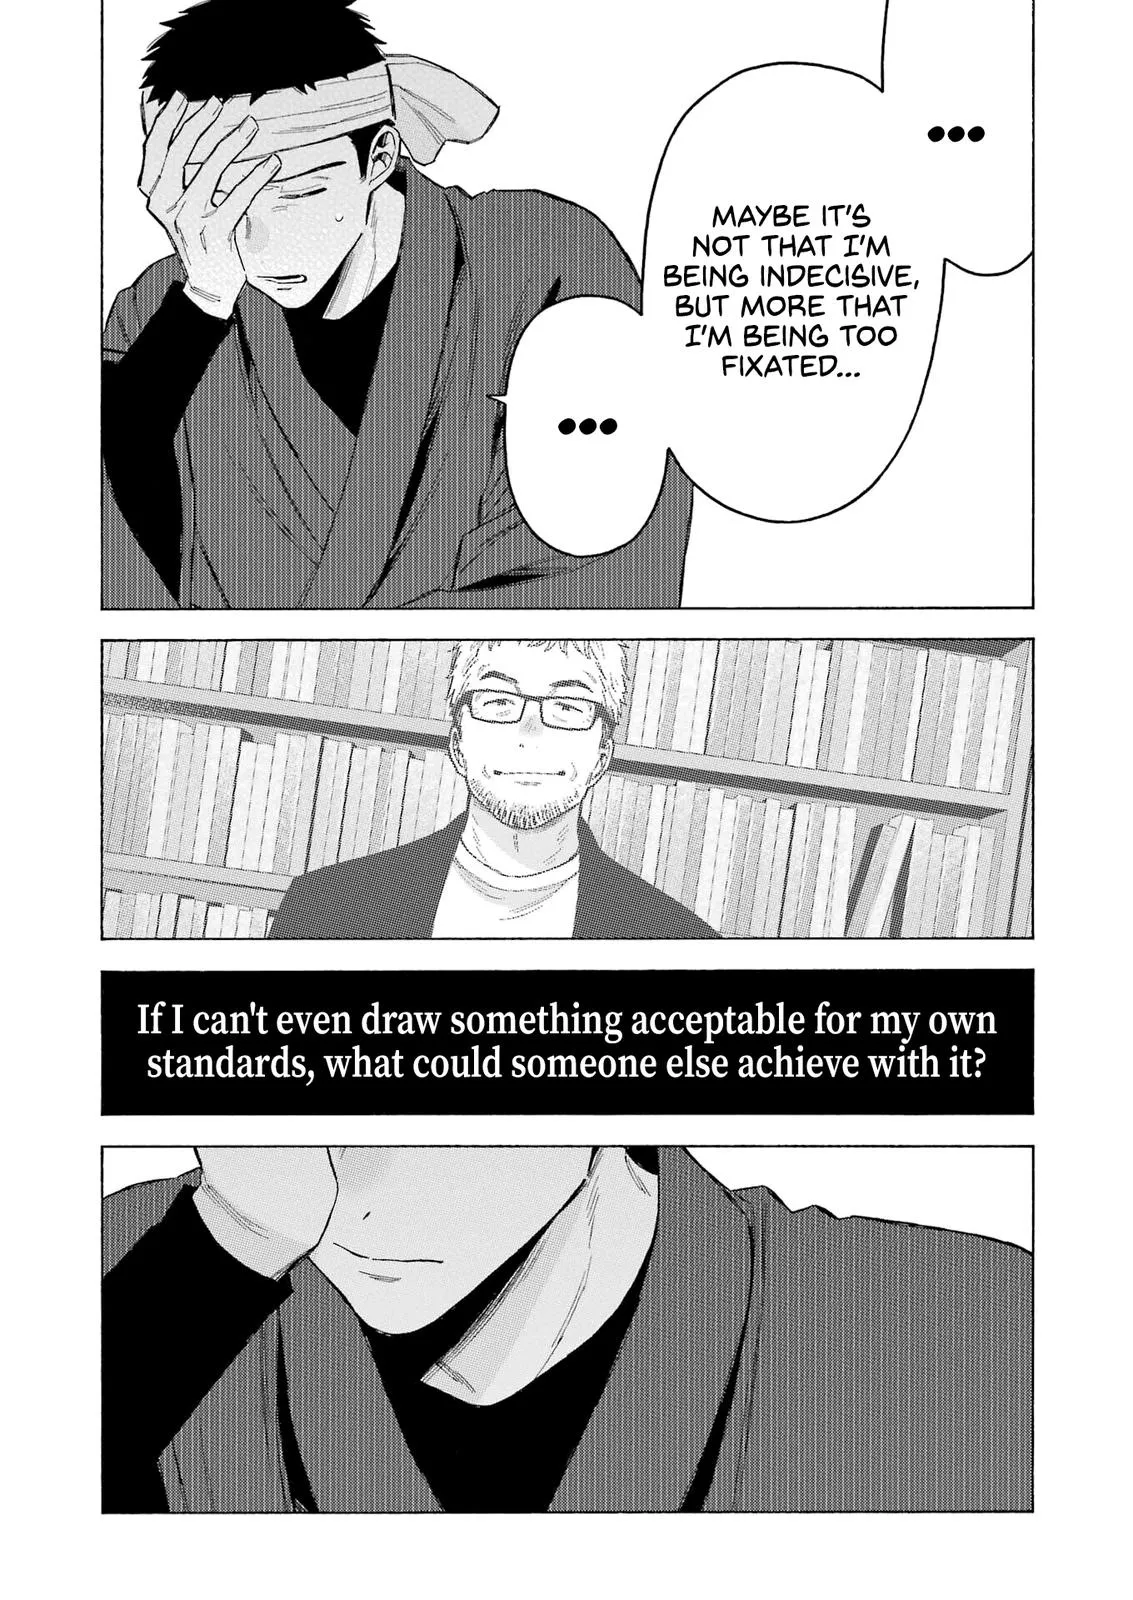 ...
MAYBE IT'S
NOT THAT I'M
BEING INDECISIVE,
BUT MORE THAT
I'M BEING TOO
FIXATED...
...
If I can't even draw something acceptable for my own
standards, what could someone else achieve with it?